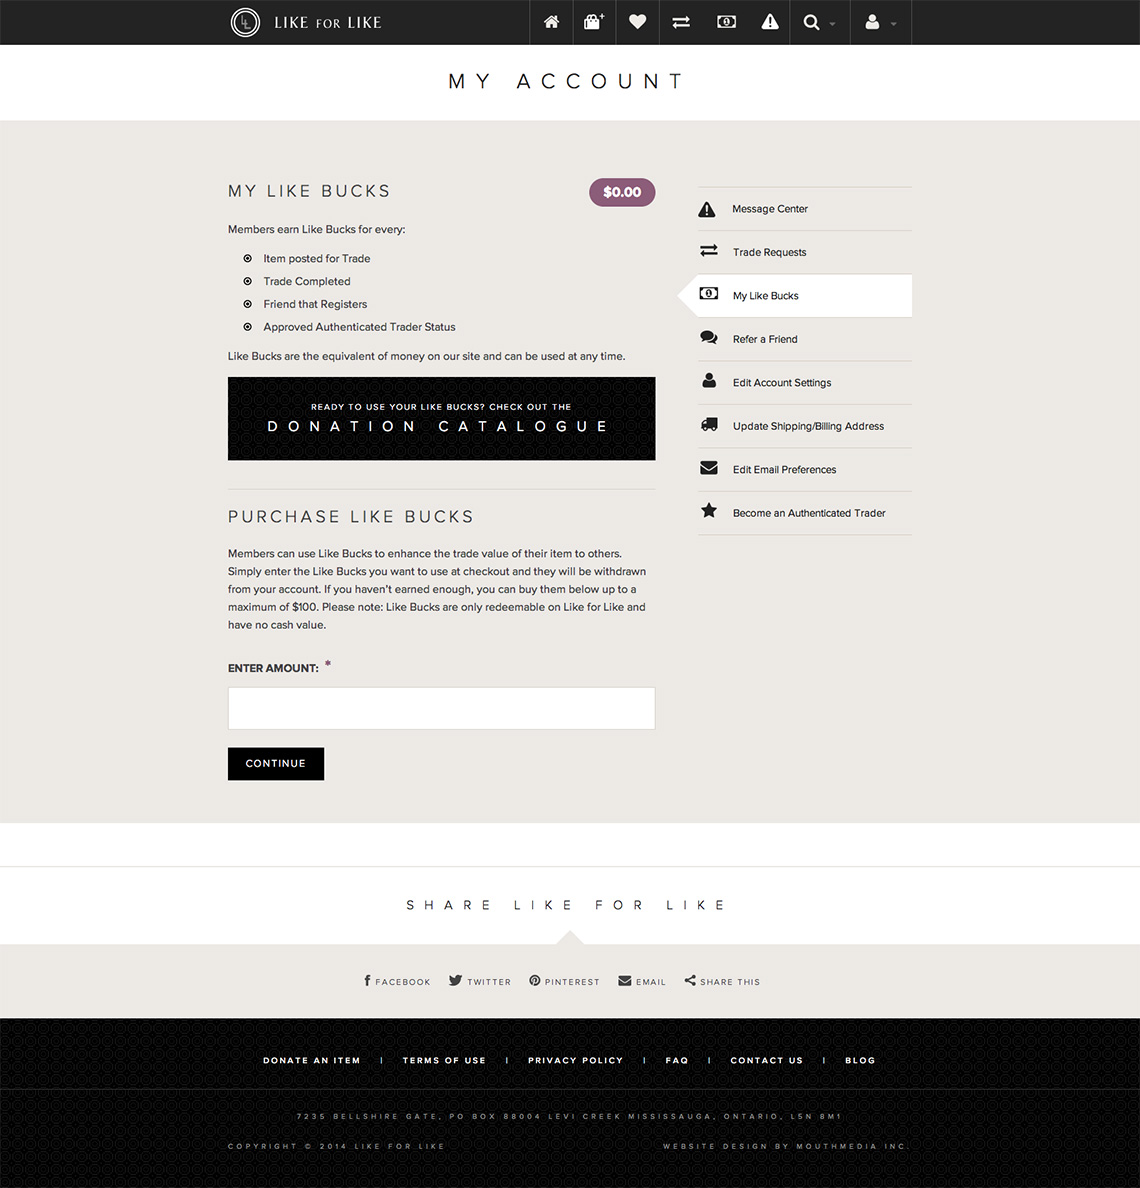 LIKE FOR LIKE
MY ACCOUNT
MY LIKE BUCKS
$0.00
Members earn Like Bucks for every:
Item posted for Trade
Trade Completed
Friend that Registers
Approved Authenticated Trader Status
Like Bucks are the equivalent of money on our site and can be used at any time.
READY TO USE YOUR LIKE BUCKS? CHECK OUT THE
DONATION CATALOGUE
PURCHASE LIKE BUCKS
Members can use Like Bucks to enhance the trade value of their item to others.
Simply enter the Like Bucks you want to use at checkout and they will be withdrawn
from your account. If you haven't earned enough, you can buy them below up to a
maximum of $100. Please note: Like Bucks are only redeemable on Like for Like and
have no cash value.
ENTER AMOUNT: *
CONTINUE
Message Center
Trade Requests
My Like Bucks
Refer a Friend
Edit Account Settings
Update Shipping/Billing Address
Edit Email Preferences
Become an Authenticated Trader
SHARE LIKE FOR LIKE
FACEBOOK TWITTER PINTEREST EMAIL SHARE THIS
DONATE AN ITEM | TERMS OF USE | PRIVACY POLICY | FAQ | CONTACT US | BLOG
7235 BELLSHIRE GATE, PO BOX 88004 LEVI CREEK MISSISSAUGA, ONTARIO, L5N 8M1
COPYRIGHT © 2014 LIKE FOR LIKE
WEBSITE DESIGN BY MOUTHMEDIA INC.